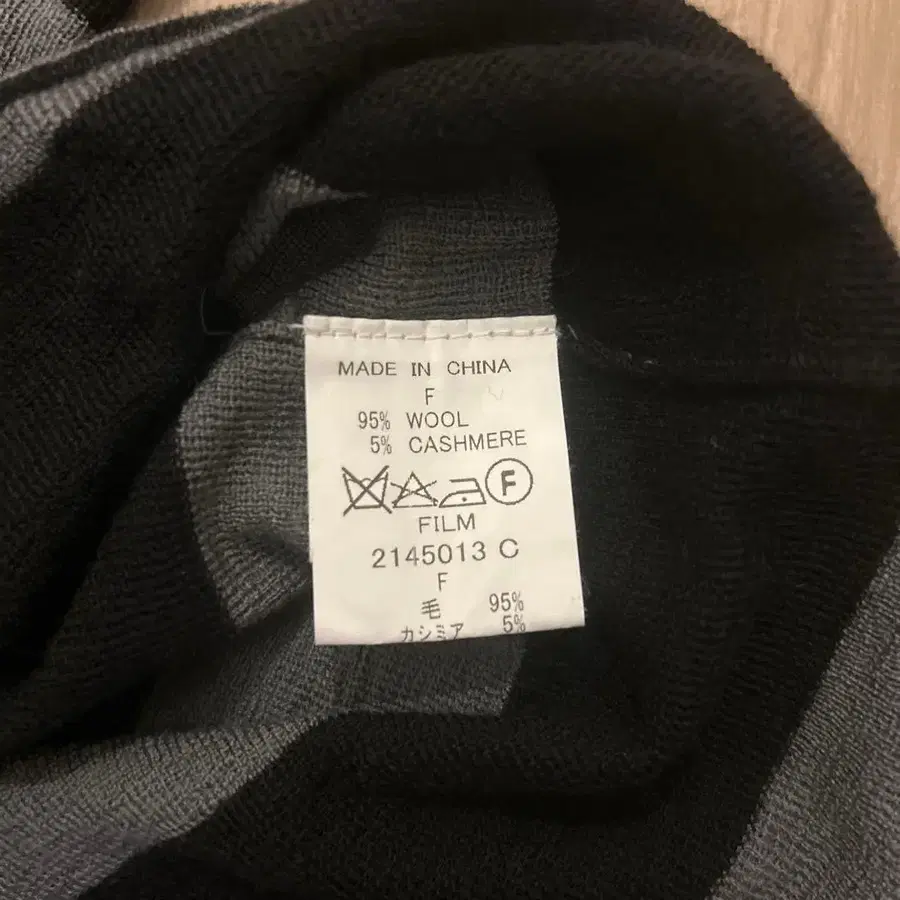 MADE IN CHINA
F
95% WOOL
5% CASHMERE
F
FILM
2145013 C
F
毛 95%
カシミア 5%